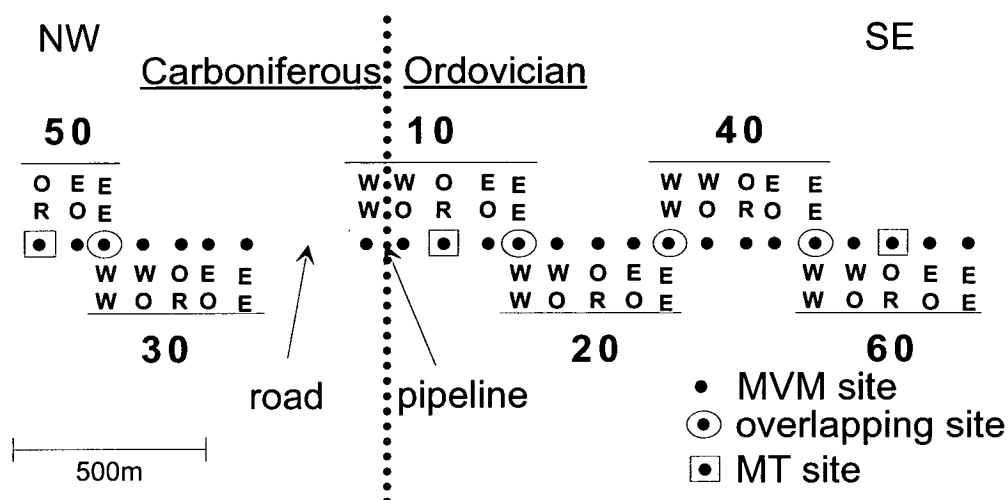 NW SE
Carboniferous Ordovician
50 10 40
O E E W W O E E W W O E E
R O E W O R O E W O R O E
W W O E E W W O E E W W O E E
W O R O E W O R O E W O R O E
30 20 60
road pipeline
MVM site
overlapping site
MT site
500m